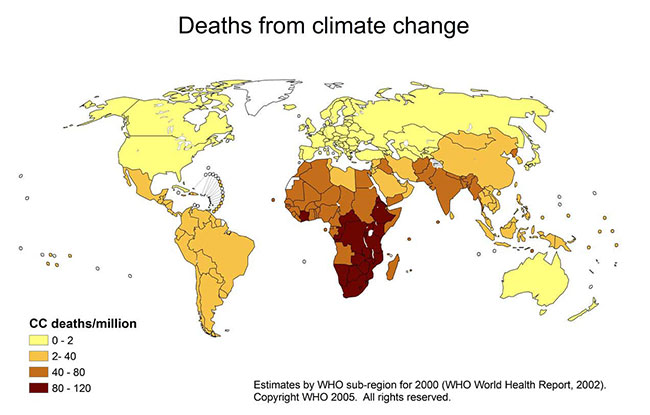 Deaths from climate change
CC deaths/million
0 - 2
2- 40
40 - 80
80 - 120
Estimates by WHO sub-region for 2000 (WHO World Health Report, 2002).
Copyright WHO 2005.  All rights reserved.